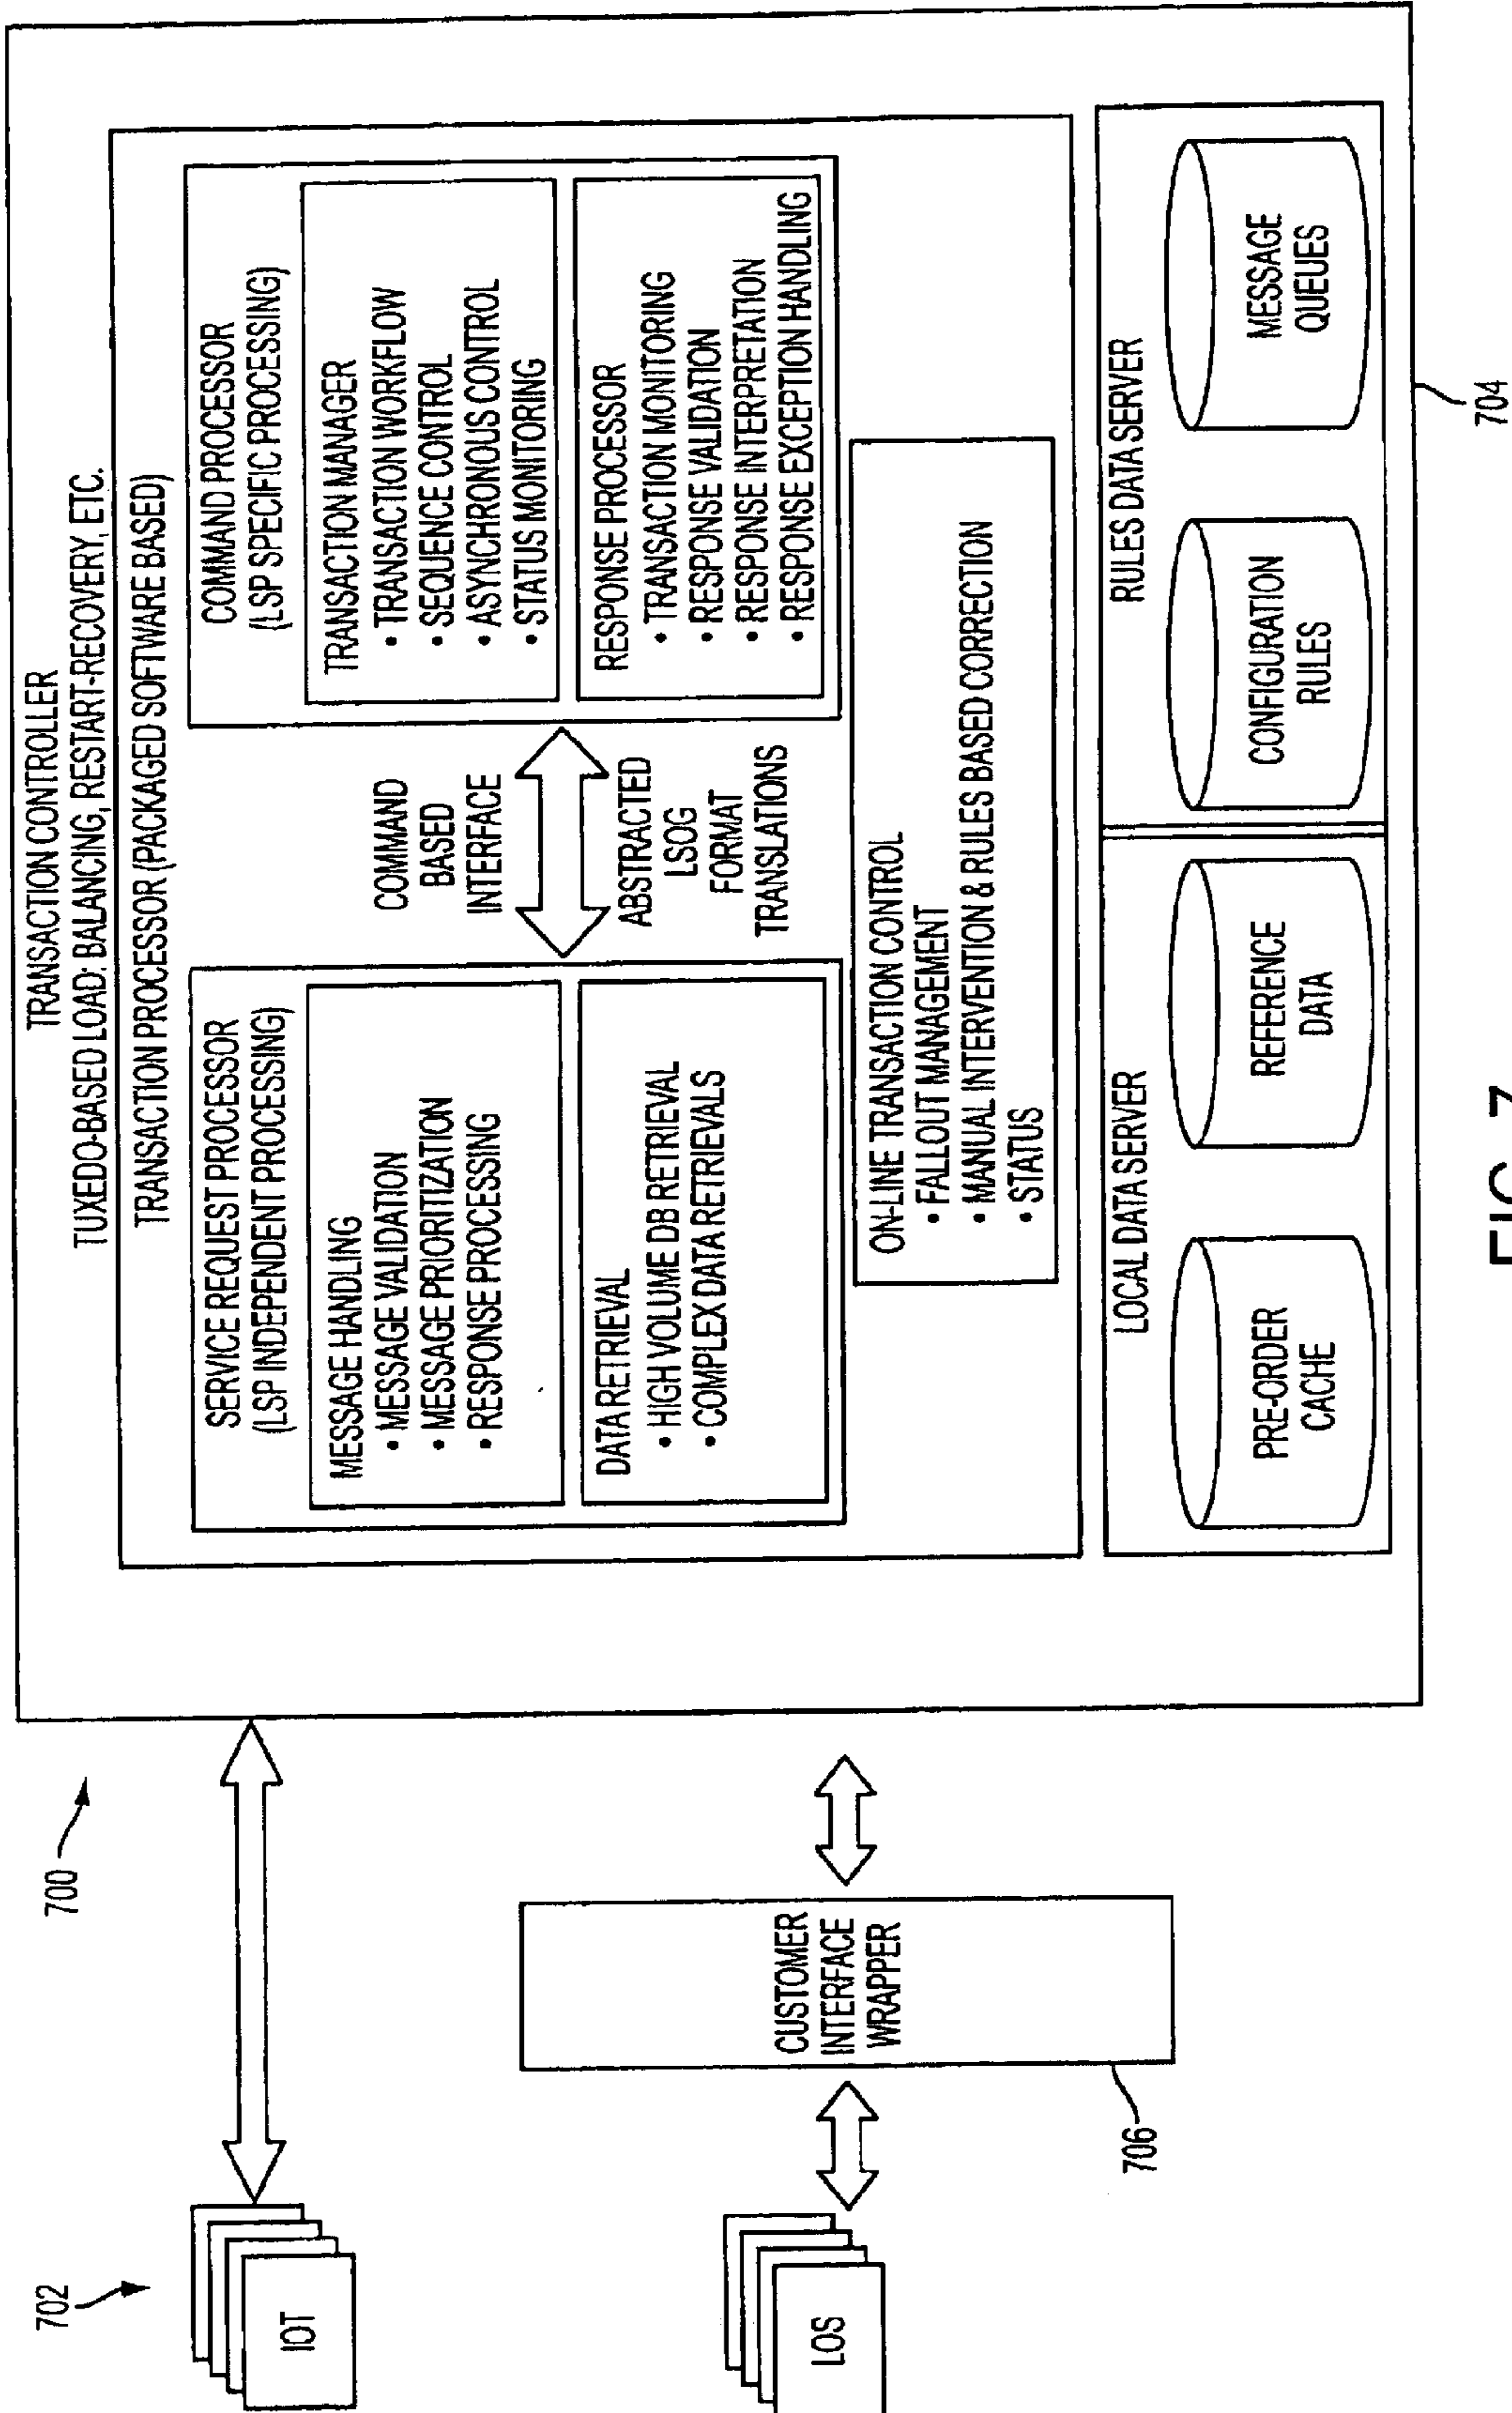 700
702
IOT
LOS
CUSTOMER
INTERFACE
WRAPPER
706
TRANSACTION CONTROLLER
TUXEDO-BASED LOAD: BALANCING, RESTART-RECOVERY, ETC.
TRANSACTION PROCESSOR (PACKAGED SOFTWARE BASED)
SERVICE REQUEST PROCESSOR
(LSP INDEPENDENT PROCESSING)
MESSAGE HANDLING
• MESSAGE VALIDATION
• MESSAGE PRIORITIZATION
• RESPONSE PROCESSING
DATA RETRIEVAL
• HIGH VOLUME DB RETRIEVAL
• COMPLEX DATA RETRIEVALS
COMMAND
BASED
INTERFACE
ABSTRACTED
LSOG
FORMAT
TRANSLATIONS
COMMAND PROCESSOR
(LSP SPECIFIC PROCESSING)
TRANSACTION MANAGER
• TRANSACTION WORKFLOW
• SEQUENCE CONTROL
• ASYNCHRONOUS CONTROL
• STATUS MONITORING
RESPONSE PROCESSOR
• TRANSACTION MONITORING
• RESPONSE VALIDATION
• RESPONSE INTERPRETATION
• RESPONSE EXCEPTION HANDLING
ON-LINE TRANSACTION CONTROL
• FALLOUT MANAGEMENT
• MANUAL INTERVENTION & RULES BASED CORRECTION
• STATUS
LOCAL DATA SERVER
PRE-ORDER
CACHE
REFERENCE
DATA
RULES DATA SERVER
CONFIGURATION
RULES
MESSAGE
QUEUES
704
FIG. 7